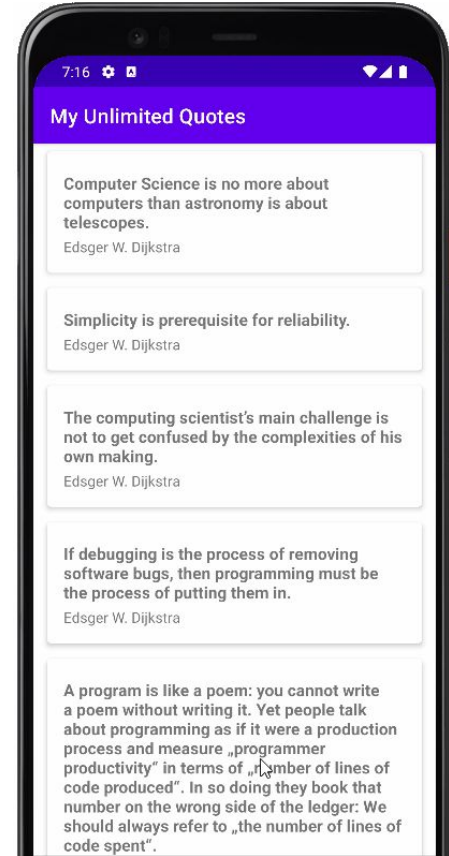 7:16
My Unlimited Quotes
Computer Science is no more about
computers than astronomy is about
telescopes.
Edsger W. Dijkstra
Simplicity is prerequisite for reliability.
Edsger W. Dijkstra
The computing scientist’s main challenge is
not to get confused by the complexities of his
own making.
Edsger W. Dijkstra
If debugging is the process of removing
software bugs, then programming must be
the process of putting them in.
Edsger W. Dijkstra
A program is like a poem: you cannot write
a poem without writing it. Yet people talk
about programming as if it were a production
process and measure „programmer
productivity“ in terms of „number of lines of
code produced“. In so doing they book that
number on the wrong side of the ledger: We
should always refer to „the number of lines of
code spent“.